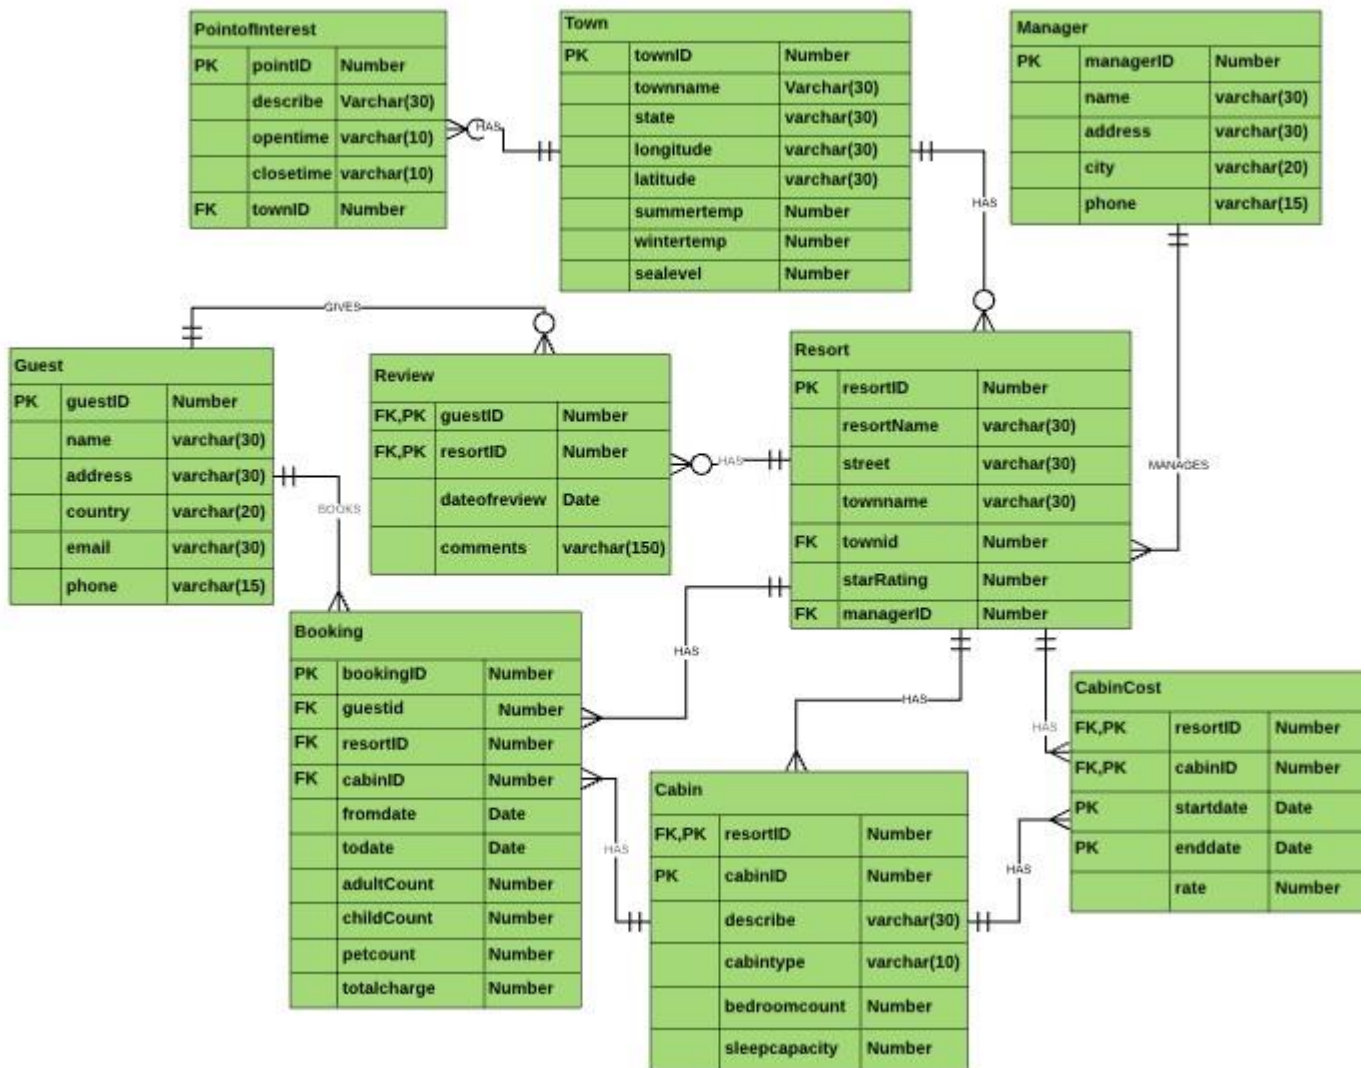 PointofInterest
PK pointID Number
describe Varchar(30)
opentime varchar(10)
closetime varchar(10)
FK townID Number
HAS
Town
PK townID Number
townname Varchar(30)
state varchar(30)
longitude varchar(30)
latitude varchar(30)
summertemp Number
wintertemp Number
sealevel Number
HAS
Manager
PK managerID Number
name varchar(30)
address varchar(30)
city varchar(20)
phone varchar(15)
MANAGES
GIVES
Guest
PK guestID Number
name varchar(30)
address varchar(30)
country varchar(20)
email varchar(30)
phone varchar(15)
BOOKS
Review
FK,PK guestID Number
FK,PK resortID Number
dateofreview Date
comments varchar(150)
HAS
Resort
PK resortID Number
resortName varchar(30)
street varchar(30)
townname varchar(30)
FK townid Number
starRating Number
FK managerID Number
HAS
HAS
HAS
Booking
PK bookingID Number
FK guestid Number
FK resortID Number
FK cabinID Number
fromdate Date
todate Date
adultCount Number
childCount Number
petcount Number
totalcharge Number
HAS
Cabin
FK,PK resortID Number
PK cabinID Number
describe varchar(30)
cabintype varchar(10)
bedroomcount Number
sleepcapacity Number
HAS
CabinCost
FK,PK resortID Number
FK,PK cabinID Number
PK startdate Date
PK enddate Date
rate Number